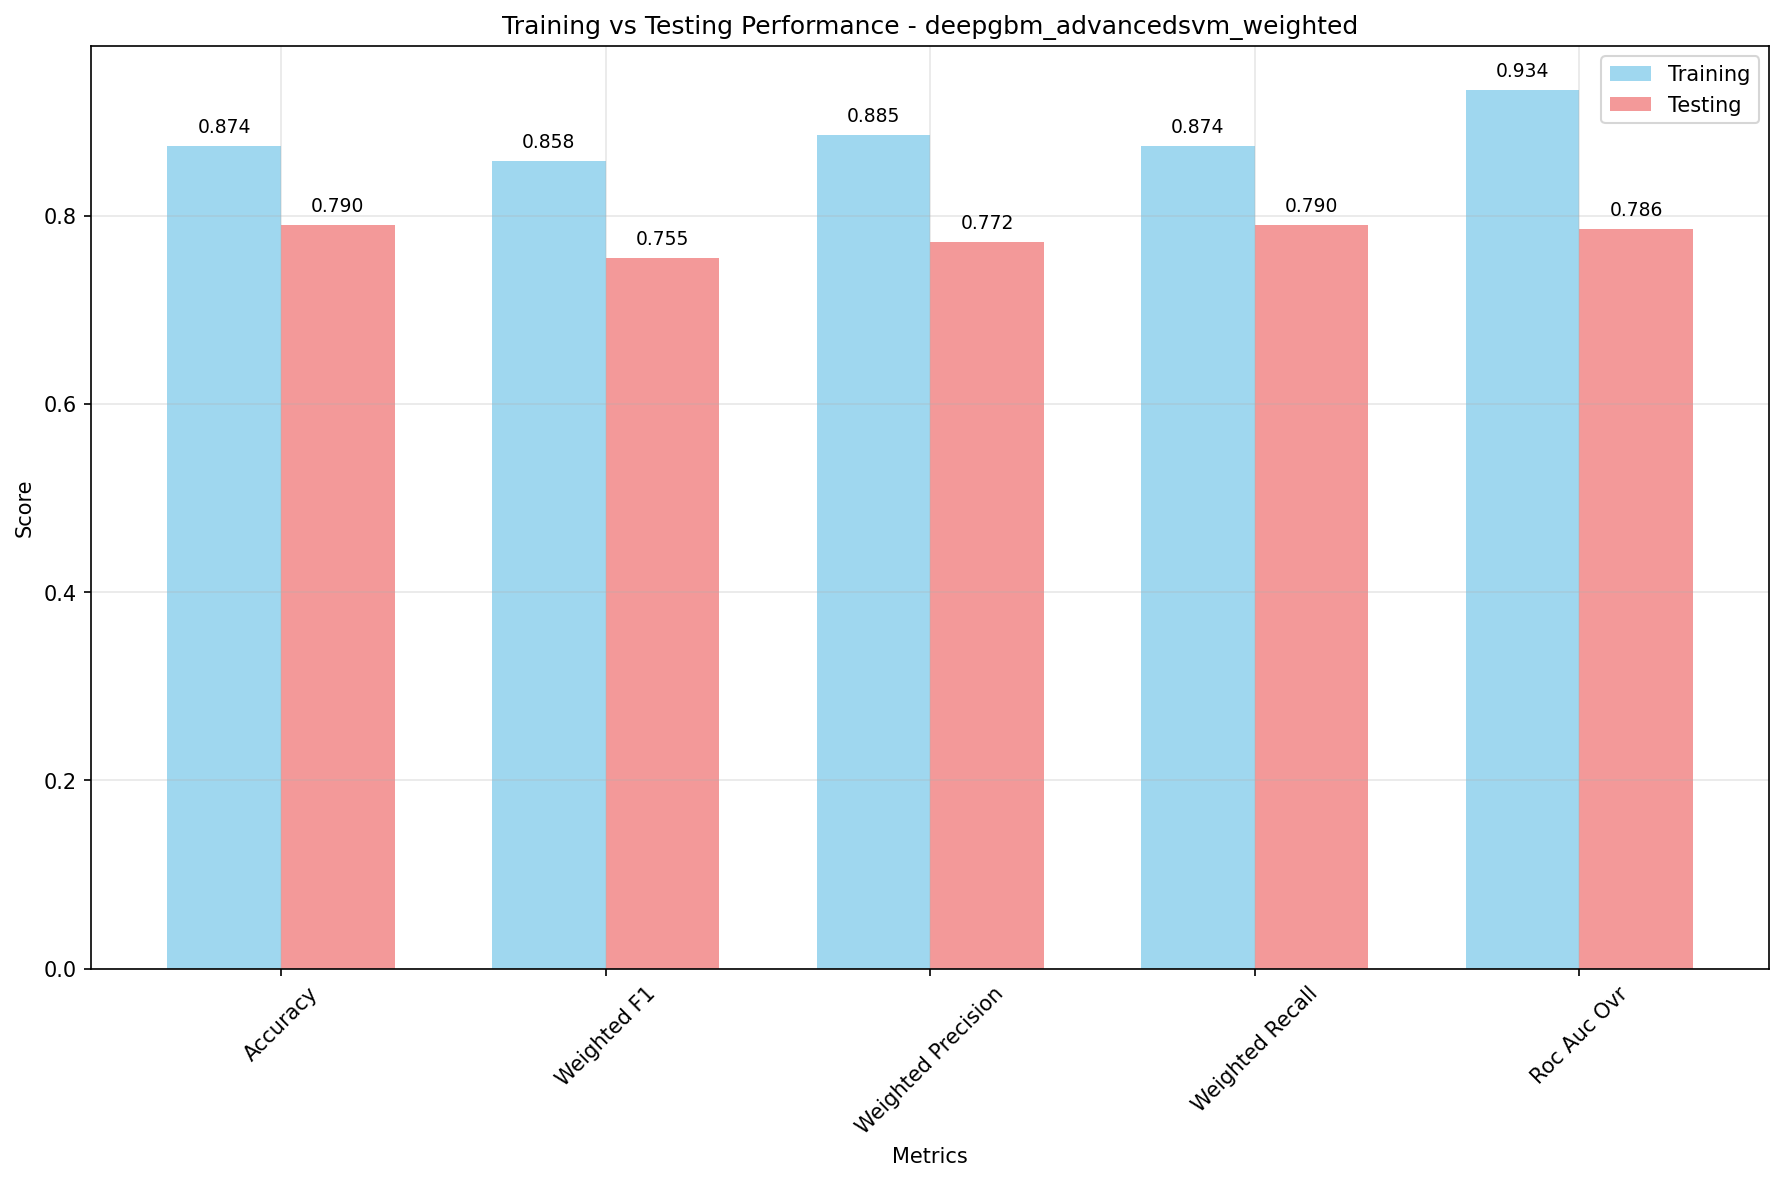 Training vs Testing Performance - deepgbm_advancedsvm_weighted
Training
Testing
0.874
0.790
0.858
0.755
0.885
0.772
0.874
0.790
0.934
0.786
Score
0.8
0.6
0.4
0.2
0.0
Accuracy
Weighted F1
Weighted Precision
Weighted Recall
Roc Auc Ovr
Metrics